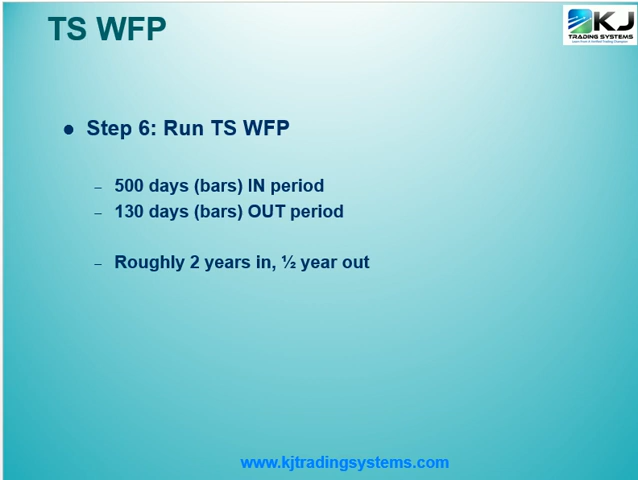 TS WFP
KJ
TRADING SYSTEMS
● Step 6: Run TS WFP
– 500 days (bars) IN period
– 130 days (bars) OUT period
– Roughly 2 years in, ½ year out
www.kjtradingsystems.com